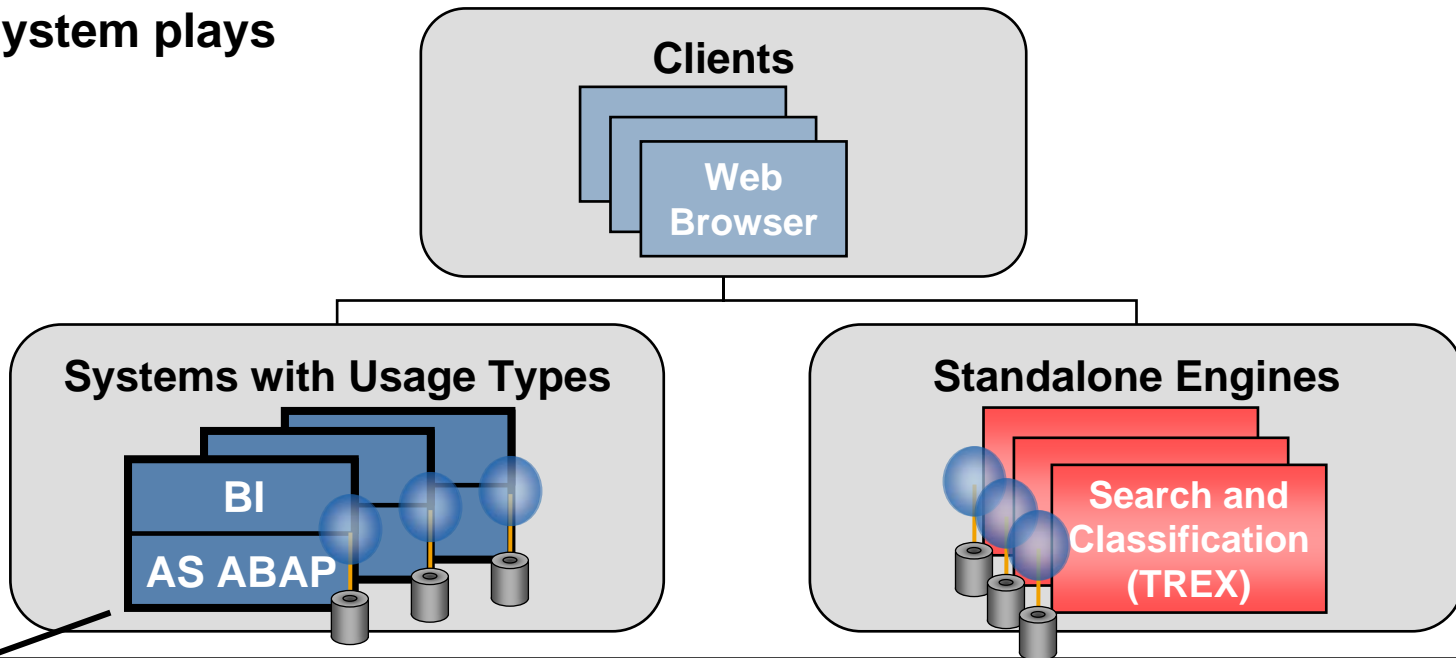 ystem plays
Clients
Web
Browser
Systems with Usage Types
BI
AS ABAP
Standalone Engines
Search and
Classification
(TREX)